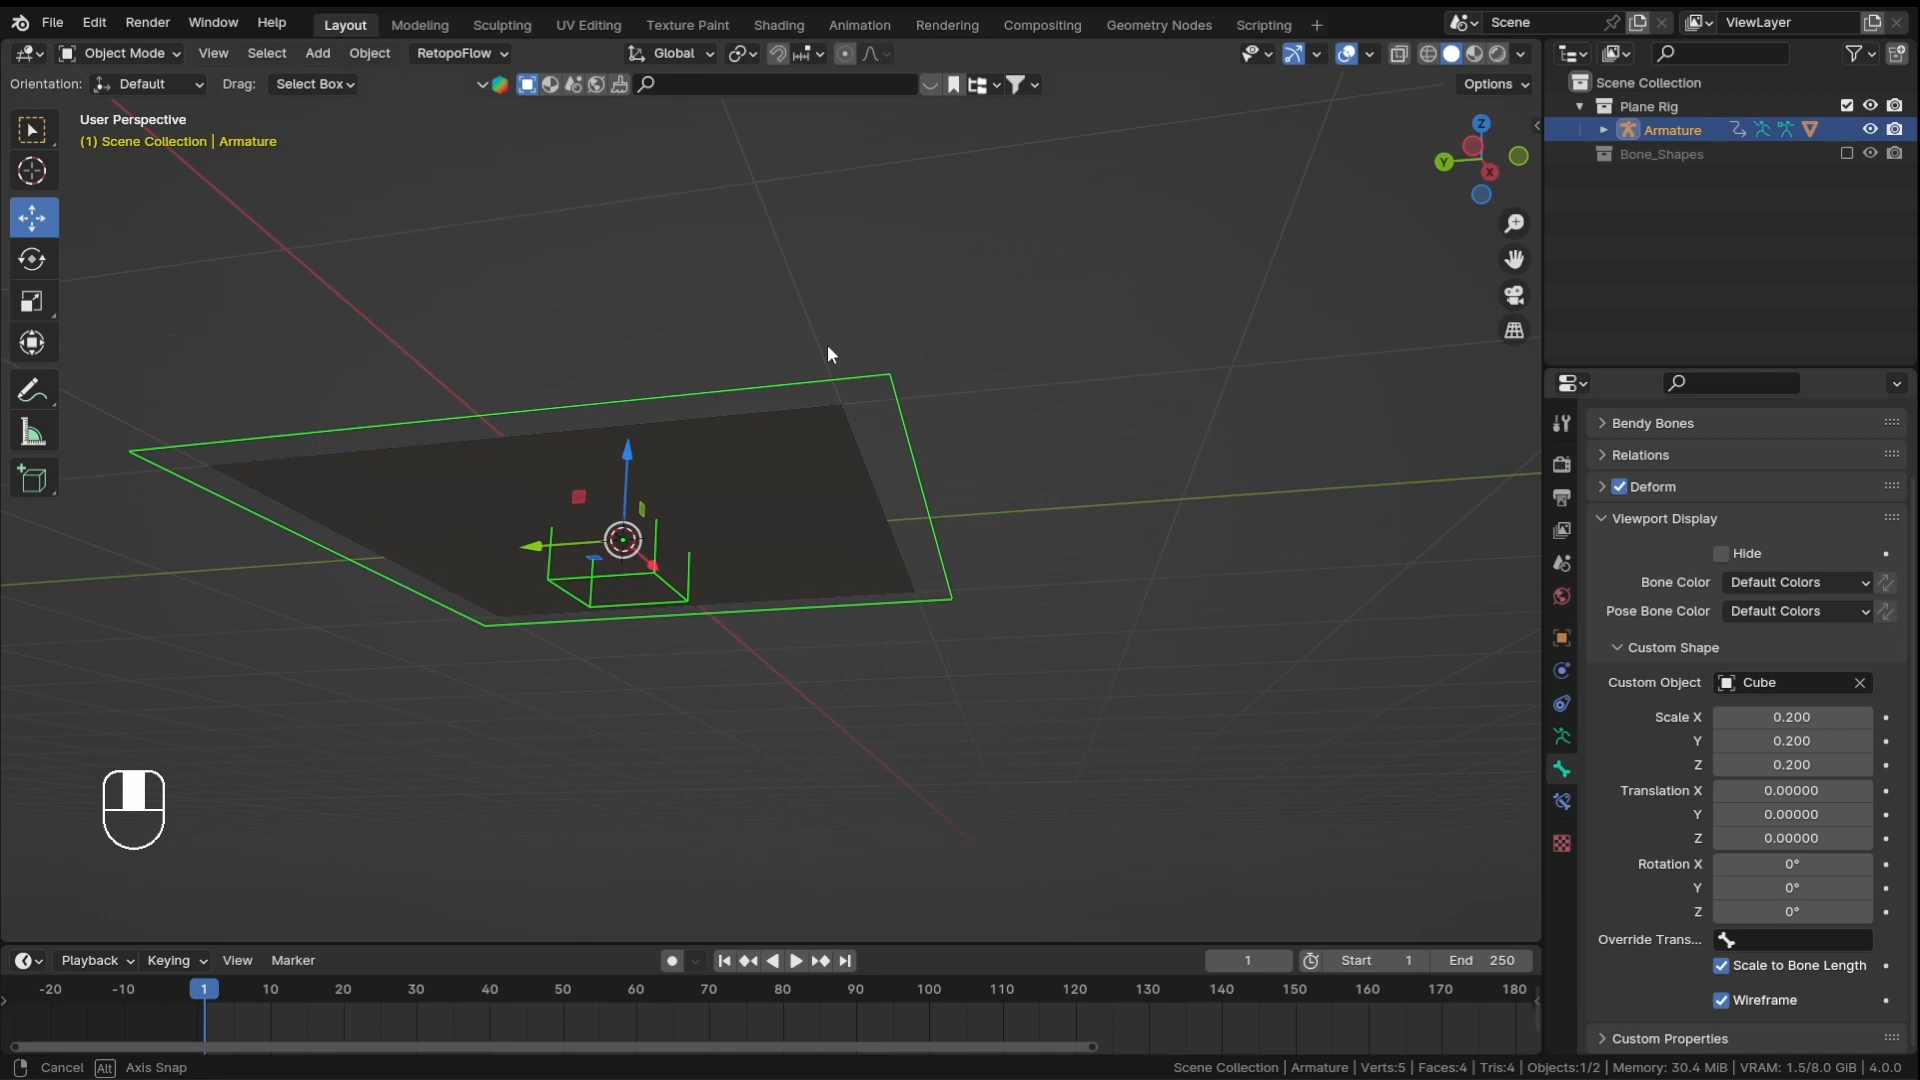 File Edit Render Window Help Layout Modeling Sculpting UV Editing Texture Paint Shading Animation Rendering Compositing Geometry Nodes Scripting + Scene ViewLayer
Object Mode View Select Add Object RetopoFlow Global
Orientation: Default Drag: Select Box Options
User Perspective
(1) Scene Collection | Armature
Z
Y
X
Scene Collection
Plane Rig
Armature
Bone_Shapes
Bendy Bones
Relations
Deform
Viewport Display
Hide
Bone Color Default Colors
Pose Bone Color Default Colors
Custom Shape
Custom Object Cube
Scale X 0.200
Y 0.200
Z 0.200
Translation X 0.00000
Y 0.00000
Z 0.00000
Rotation X 0°
Y 0°
Z 0°
Override Trans...
Scale to Bone Length
Wireframe
Custom Properties
Playback Keying View Marker 1 Start 1 End 250
-20 -10 1 10 20 30 40 50 60 70 80 90 100 110 120 130 140 150 160 170 180
Cancel Alt Axis Snap Scene Collection | Armature | Verts:5 | Faces:4 | Tris:4 | Objects:1/2 | Memory: 30.4 MiB | VRAM: 1.5/8.0 GiB | 4.0.0